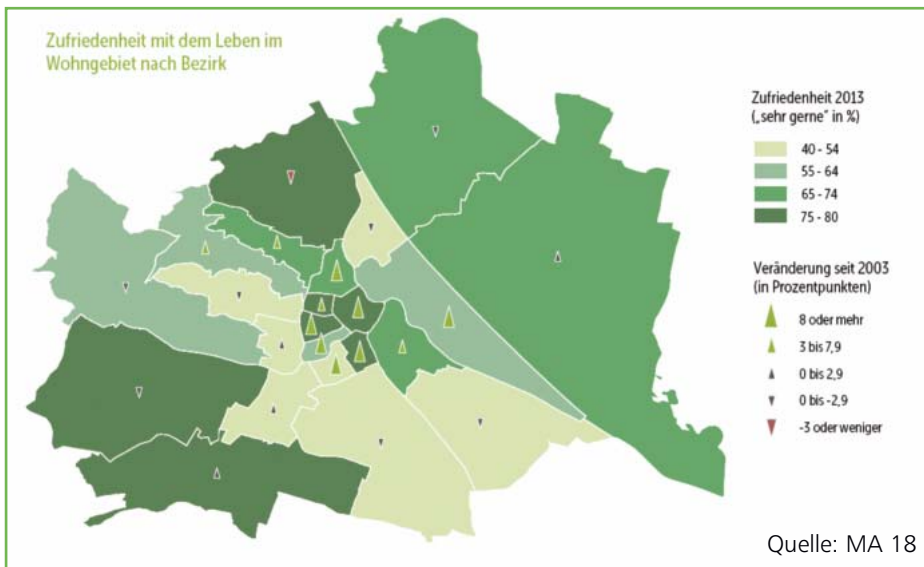 Zufriedenheit mit dem Leben im
Wohngebiet nach Bezirk
Zufriedenheit 2013
(„sehr gerne" in %)
40 - 54
55 - 64
65 - 74
75 - 80
Veränderung seit 2003
(in Prozentpunkten)
8 oder mehr
3 bis 7,9
0 bis 2,9
0 bis -2,9
-3 oder weniger
Quelle: MA 18